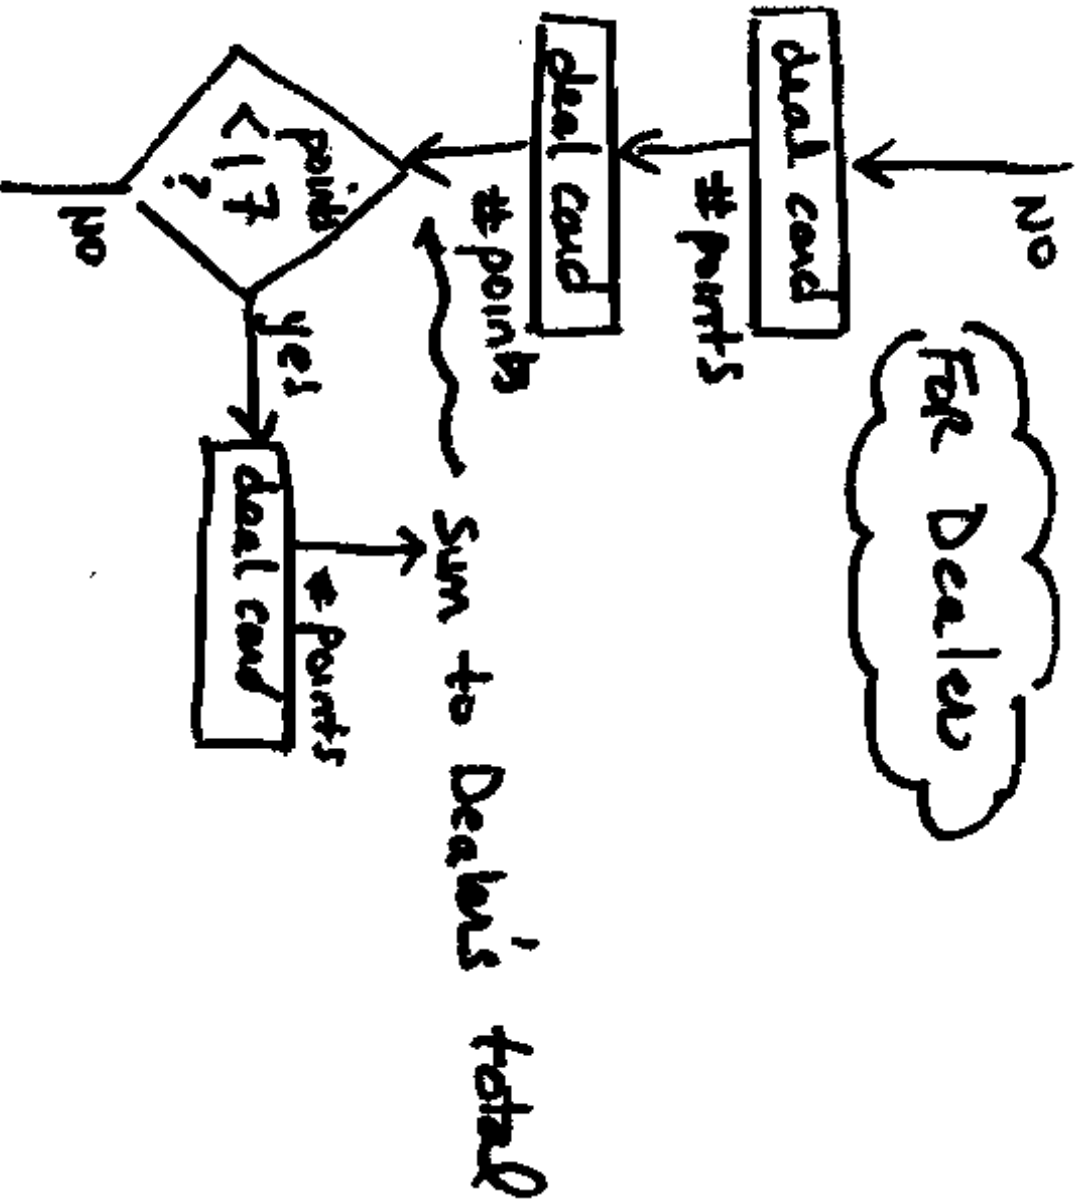 NO
For Dealer
deal card
# points
deal card
# points
Sum to Dealer's total
points
< 17
?
yes
# points
deal card
NO